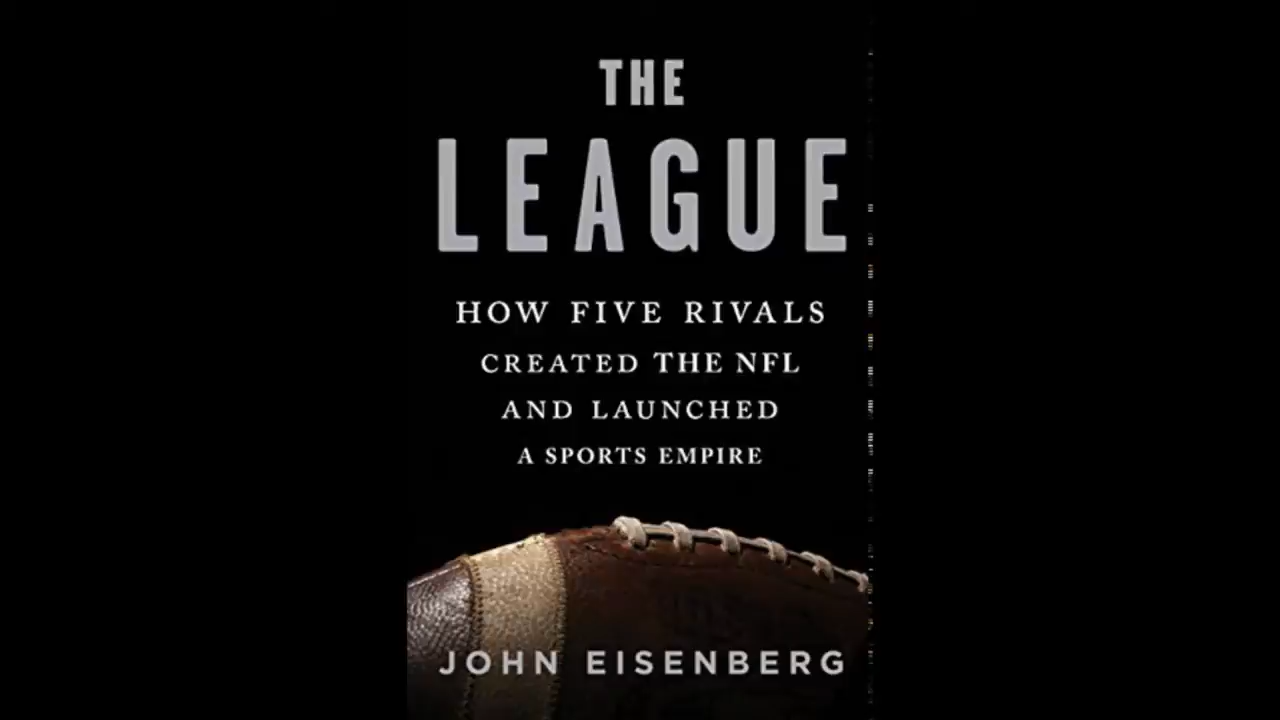 THE
LEAGUE
HOW FIVE RIVALS
CREATED THE NFL
AND LAUNCHED
A SPORTS EMPIRE
JOHN EISENBERG